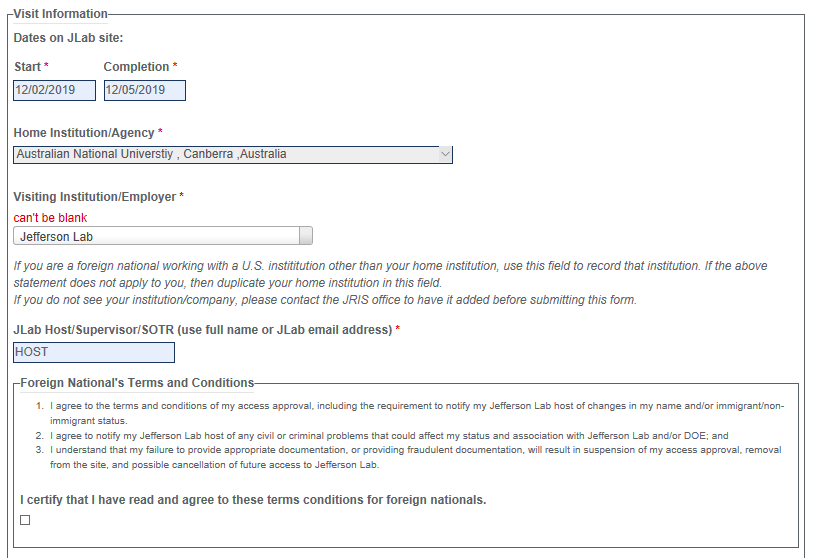 Visit Information
Dates on JLab site:
Start * Completion *
12/02/2019 12/05/2019
Home Institution/Agency *
Australian National Universtiy , Canberra ,Australia
Visiting Institution/Employer *
can't be blank
Jefferson Lab
If you are a foreign national working with a U.S. instititution other than your home institution, use this field to record that institution. If the above
statement does not apply to you, then duplicate your home institution in this field.
If you do not see your institution/company, please contact the JRIS office to have it added before submitting this form.
JLab Host/Supervisor/SOTR (use full name or JLab email address) *
HOST
Foreign National's Terms and Conditions
1. I agree to the terms and conditions of my access approval, including the requirement to notify my Jefferson Lab host of changes in my name and/or immigrant/non-
immigrant status.
2. I agree to notify my Jefferson Lab host of any civil or criminal problems that could affect my status and association with Jefferson Lab and/or DOE; and
3. I understand that my failure to provide appropriate documentation, or providing fraudulent documentation, will result in suspension of my access approval, removal
from the site, and possible cancellation of future access to Jefferson Lab.
I certify that I have read and agree to these terms conditions for foreign nationals.